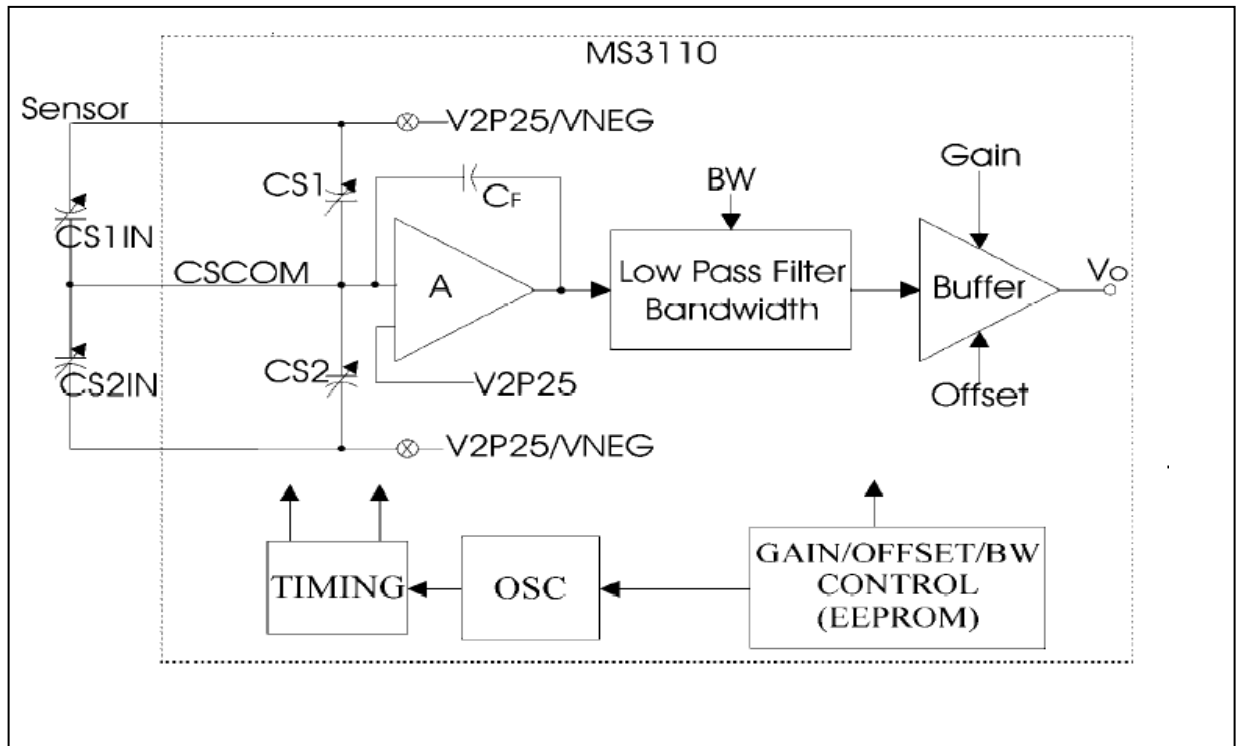 MS3110
Sensor
V2P25/VNEG
Gain
CS1
CF
BW
CS1IN
CSCOM
A
Low Pass Filter
Bandwidth
Buffer
Vo
CS2IN
CS2
V2P25
Offset
V2P25/VNEG
TIMING
OSC
GAIN/OFFSET/BW
CONTROL
(EEPROM)